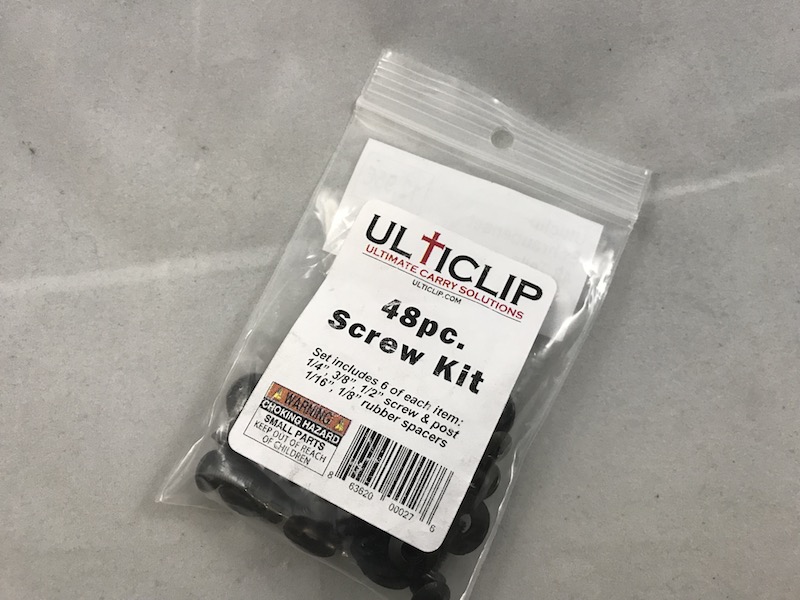 ULTICLIP
ULTIMATE CARRY SOLUTIONS
ULTICLIP.COM
48pc.
Screw Kit
Set includes 6 of each item:
1/4", 3/8", 1/2" screw & post
1/16", 1/8" rubber spacers
WARNING
CHOKING HAZARD
SMALL PARTS
KEEP OUT OF REACH
OF CHILDREN
8 63620 00027 6